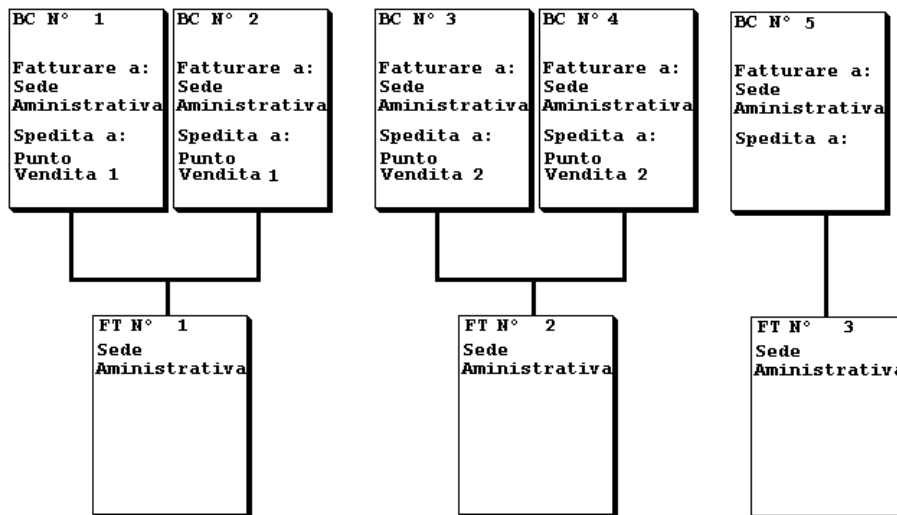 BC N° 1
Fatturare a:
Sede
Aministrativa
Spedita a:
Punto
Vendita 1
BC N° 2
Fatturare a:
Sede
Aministrativa
Spedita a:
Punto
Vendita 1
BC N° 3
Fatturare a:
Sede
Aministrativa
Spedita a:
Punto
Vendita 2
BC N° 4
Fatturare a:
Sede
Aministrativa
Spedita a:
Punto
Vendita 2
BC N° 5
Fatturare a:
Sede
Aministrativa
Spedita a:
FT N° 1
Sede
Aministrativa
FT N° 2
Sede
Aministrativa
FT N° 3
Sede
Aministrativa